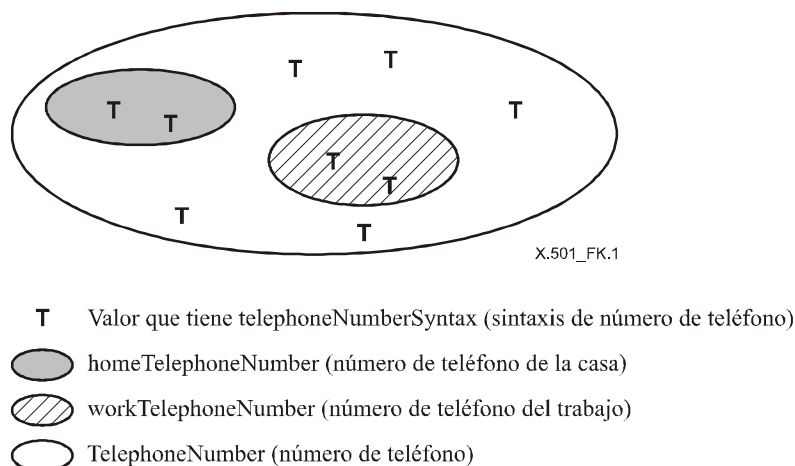 T T
T T T
T T
T
T
X.501_FK.1
T Valor que tiene telephoneNumberSyntax (sintaxis de número de teléfono)
homeTelephoneNumber (número de teléfono de la casa)
workTelephoneNumber (número de teléfono del trabajo)
TelephoneNumber (número de teléfono)